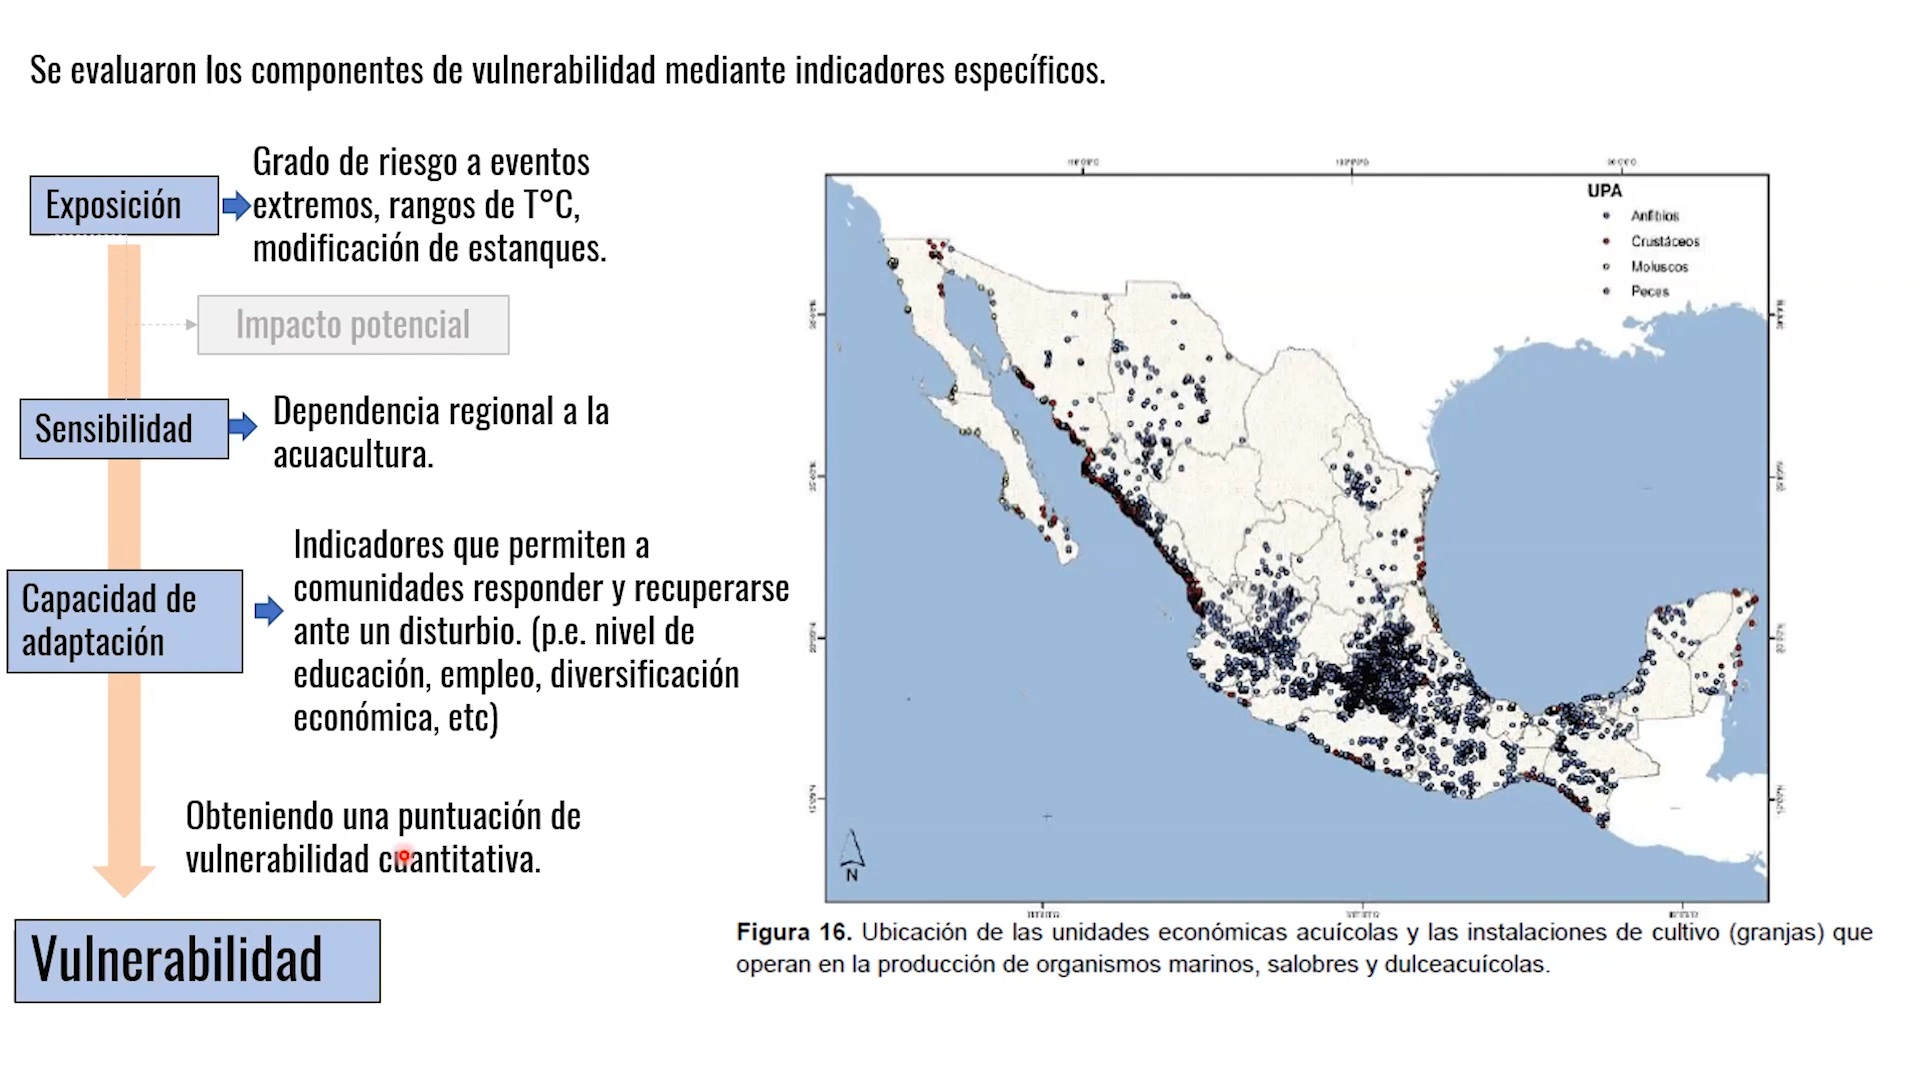 Se evaluaron los componentes de vulnerabilidad mediante indicadores específicos.
Exposición
Grado de riesgo a eventos
extremos, rangos de T°C,
modificación de estanques.
Impacto potencial
Sensibilidad
Dependencia regional a la
acuacultura.
Capacidad de
adaptación
Indicadores que permiten a
comunidades responder y recuperarse
ante un disturbio. (p.e. nivel de
educación, empleo, diversificación
económica, etc)
Obteniendo una puntuación de
vulnerabilidad cuantitativa.
Vulnerabilidad
UPA
Anfibios
Crustáceos
Moluscos
Peces
N
Figura 16. Ubicación de las unidades económicas acuícolas y las instalaciones de cultivo (granjas) que
operan en la producción de organismos marinos, salobres y dulceacuícolas.